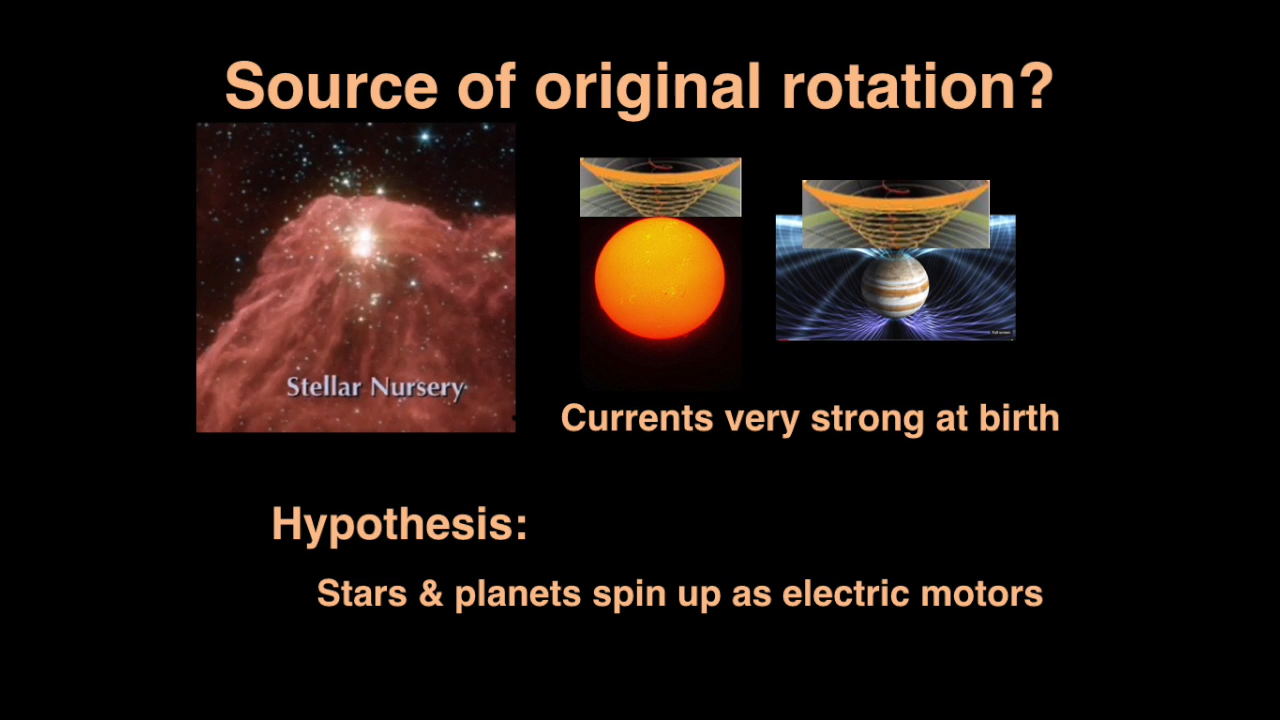 Source of original rotation?
Stellar Nursery
Currents very strong at birth
Hypothesis:
Stars & planets spin up as electric motors